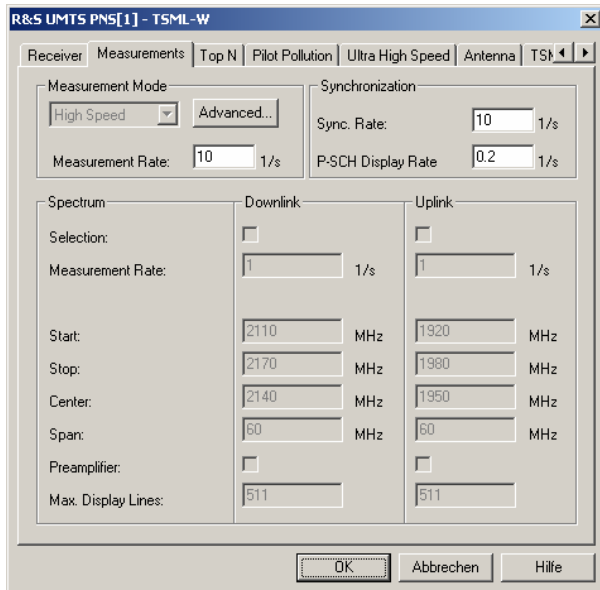 R&S UMTS PNS[1] - TSML-W
Receiver Measurements Top N Pilot Pollution Ultra High Speed Antenna
Measurement Mode
High Speed Advanced...
Measurement Rate: 10 1/s
Synchronization
Sync. Rate: 10 1/s
P-SCH Display Rate 0.2 1/s
Spectrum Downlink Uplink
Selection:
Measurement Rate: 1 1/s 1 1/s
Start: 2110 MHz 1920 MHz
Stop: 2170 MHz 1980 MHz
Center: 2140 MHz 1950 MHz
Span: 60 MHz 60 MHz
Preamplifier:
Max. Display Lines: 511 511
OK Abbrechen Hilfe